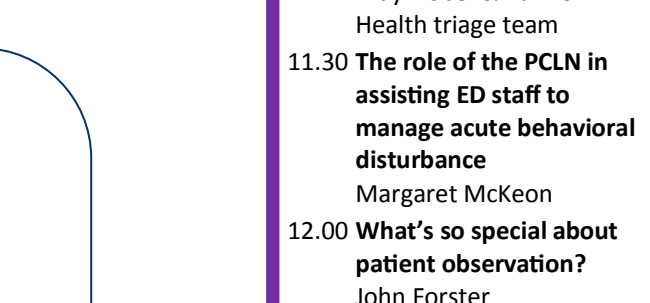 Health triage team
11.30 The role of the PCLN in
assisting ED staff to
manage acute behavioral
disturbance
Margaret McKeon
12.00 What’s so special about
patient observation?
John Forster